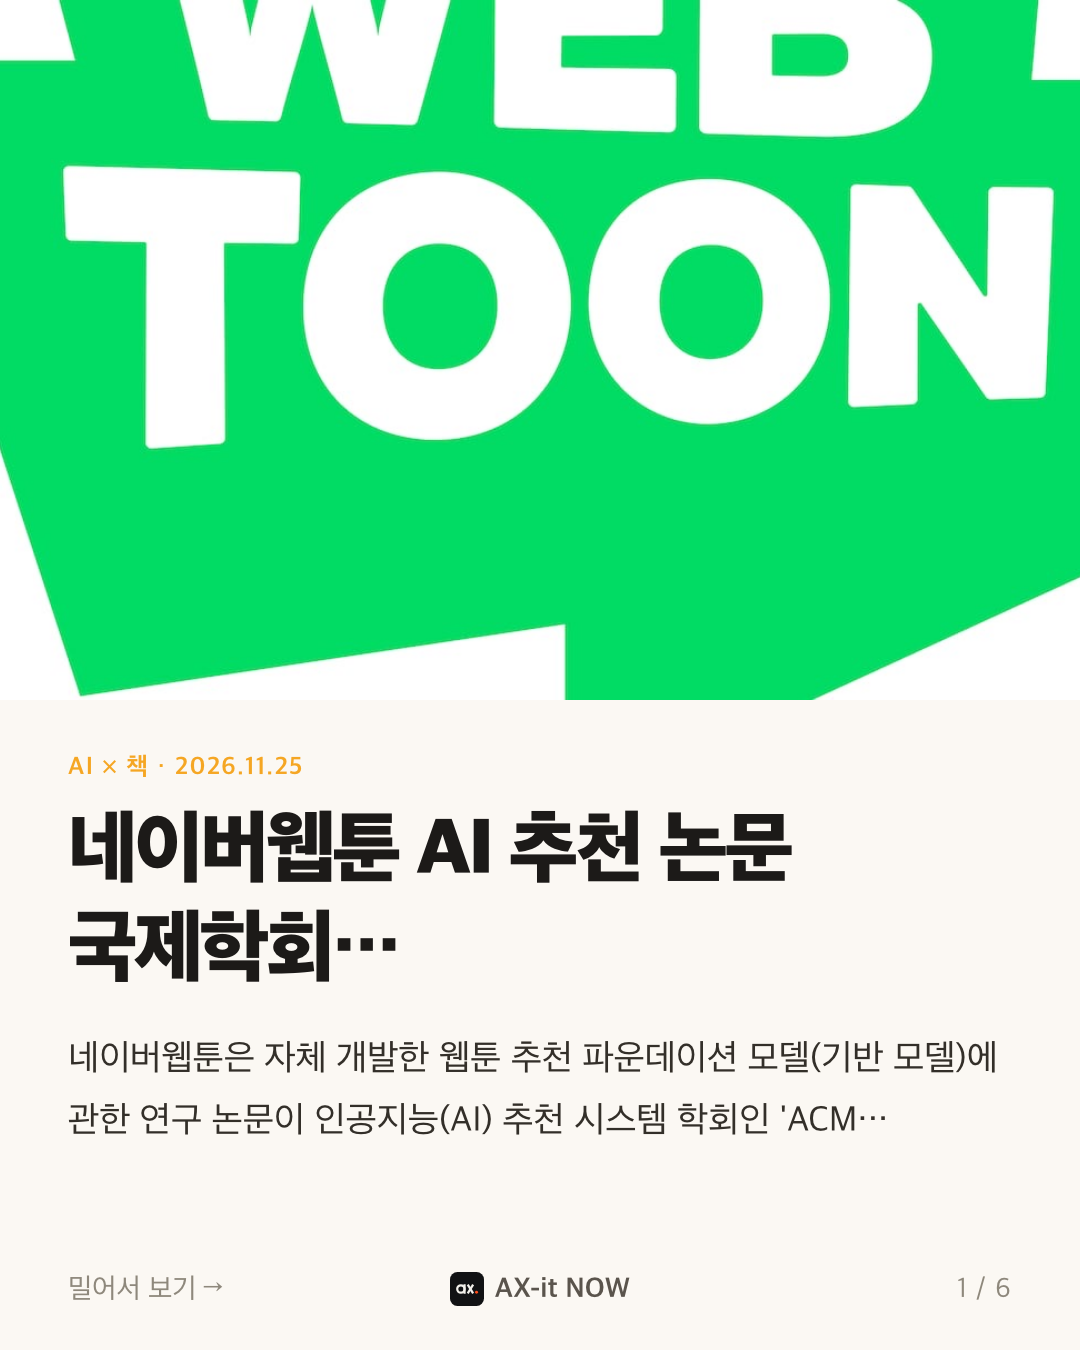 WEB
TOON
AI × 책 · 2026.11.25
네이버웹툰 AI 추천 논문
국제학회…
네이버웹툰은 자체 개발한 웹툰 추천 파운데이션 모델(기반 모델)에
관한 연구 논문이 인공지능(AI) 추천 시스템 학회인 'ACM…
밀어서 보기 →
ax. AX-it NOW
1 / 6